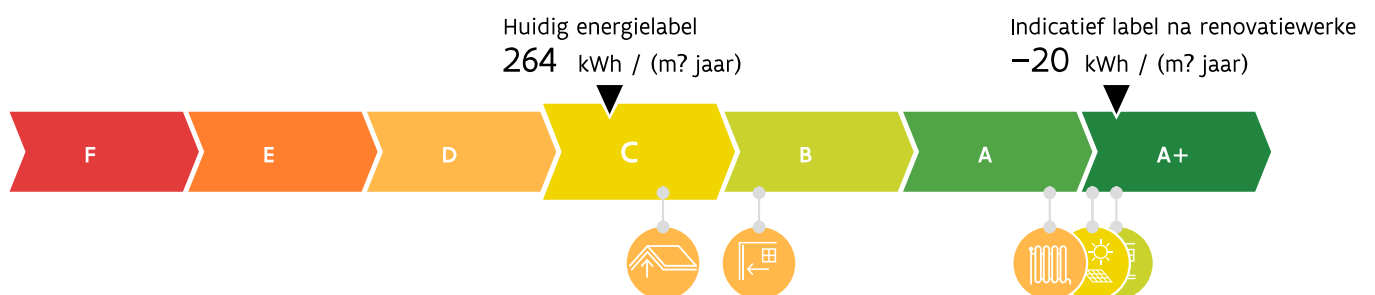 Huidig energielabel
264 kWh / (m? jaar)
Indicatief label na renovatiewerke
−20 kWh / (m? jaar)
F
E
D
C
B
A
A+